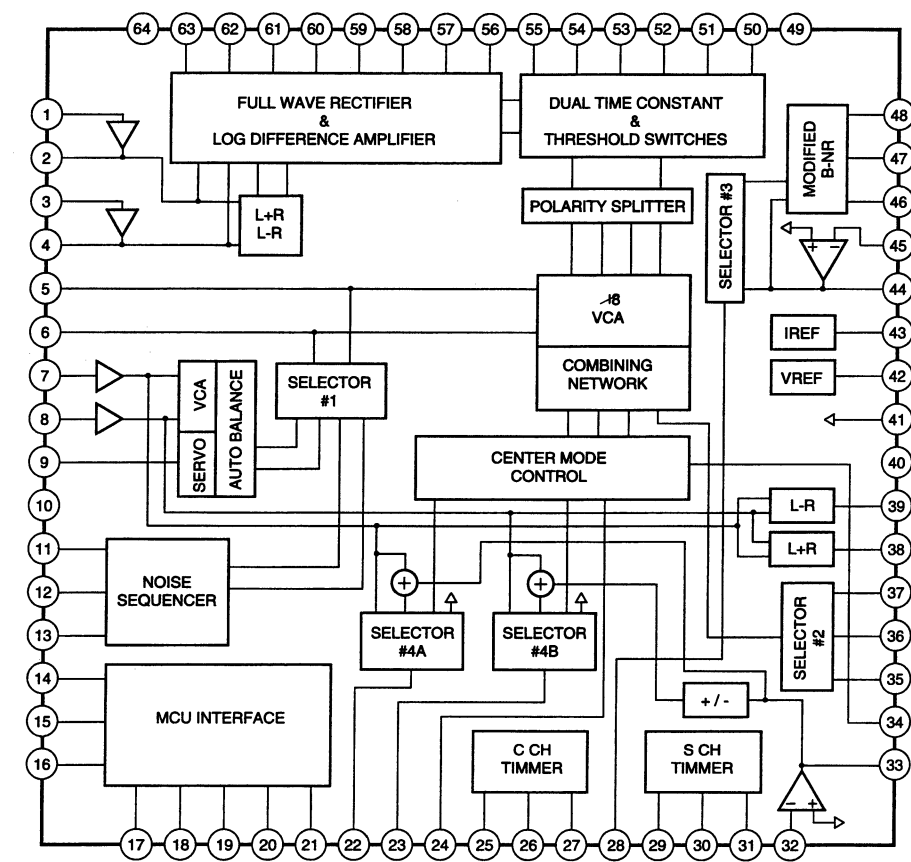 64 63 62 61 60 59 58 57 56 55 54 53 52 51 50 49
FULL WAVE RECTIFIER
&
LOG DIFFERENCE AMPLIFIER
DUAL TIME CONSTANT
&
THRESHOLD SWITCHES
1
2
3
4
5
6
7
8
9
10
11
12
13
14
15
16
L+R
L-R
POLARITY SPLITTER
SELECTOR #3
MODIFIED
B-NR
+ −
48
47
46
45
44
43
42
41
40
39
38
37
36
35
34
33
8
VCA
COMBINING
NETWORK
IREF
VREF
VCA
SERVO
AUTO BALANCE
SELECTOR
#1
CENTER MODE
CONTROL
L-R
L+R
NOISE
SEQUENCER
+
+
SELECTOR
#4A
SELECTOR
#4B
SELECTOR
#2
MCU INTERFACE
+ / -
C CH
TIMMER
S CH
TIMMER
− +
17 18 19 20 21 22 23 24 25 26 27 28 29 30 31 32